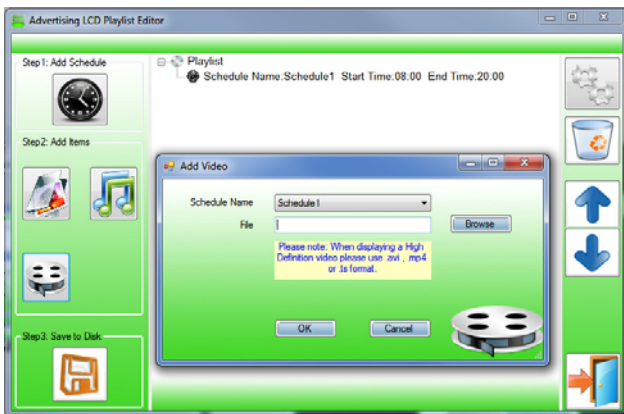 Advertising LCD Playlist Editor
Step1: Add Schedule
Playlist
Schedule Name:Schedule1 Start Time:08:00 End Time:20:00
Step2: Add Items
Add Video
Schedule Name
Schedule1
File
Browse
Please note: When displaying a High
Definition video please use .avi , .mp4
or .ts format.
OK
Cancel
Step3: Save to Disk